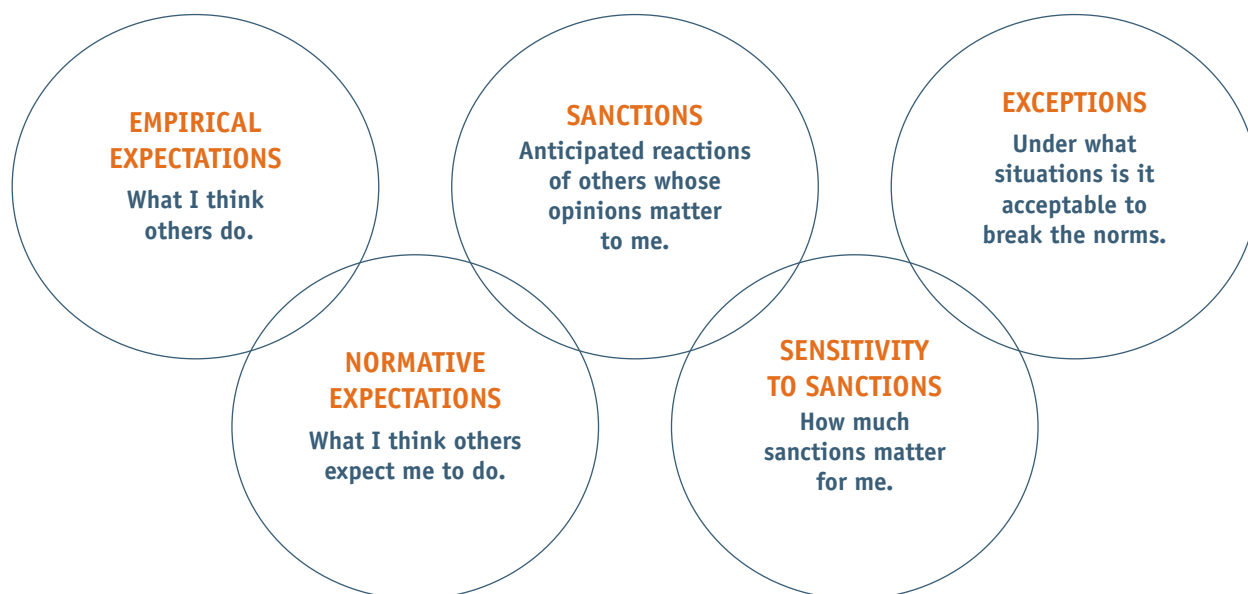 EMPIRICAL
EXPECTATIONS
What I think
others do.
NORMATIVE
EXPECTATIONS
What I think others
expect me to do.
SANCTIONS
Anticipated reactions
of others whose
opinions matter
to me.
SENSITIVITY
TO SANCTIONS
How much
sanctions matter
for me.
EXCEPTIONS
Under what
situations is it
acceptable to
break the norms.